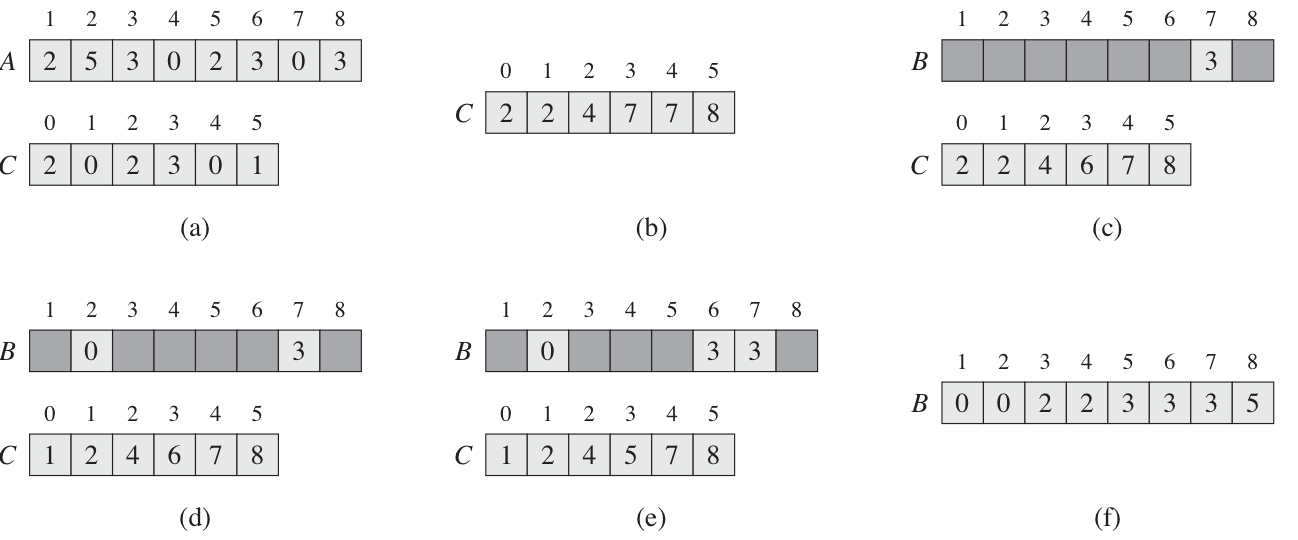 1 2 3 4 5 6 7 8
A 2 5 3 0 2 3 0 3
0 1 2 3 4 5
C 2 0 2 3 0 1
(a)
0 1 2 3 4 5
C 2 2 4 7 7 8
(b)
1 2 3 4 5 6 7 8
B 3
0 1 2 3 4 5
C 2 2 4 6 7 8
(c)
1 2 3 4 5 6 7 8
B 0 3
0 1 2 3 4 5
C 1 2 4 6 7 8
(d)
1 2 3 4 5 6 7 8
B 0 3 3
0 1 2 3 4 5
C 1 2 4 5 7 8
(e)
1 2 3 4 5 6 7 8
B 0 0 2 2 3 3 3 5
(f)